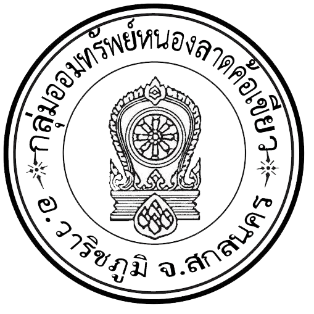 กลุ่มออมทรัพย์หนองลาดค้อเขียว
อ.วาริชภูมิ จ.สกลนคร